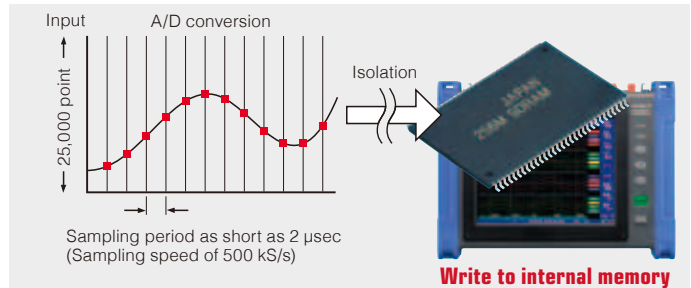 Input
A/D conversion
25,000 point
Isolation
JAPAN
256M SDRAM
Sampling period as short as 2 µsec
(Sampling speed of 500 kS/s)
Write to internal memory